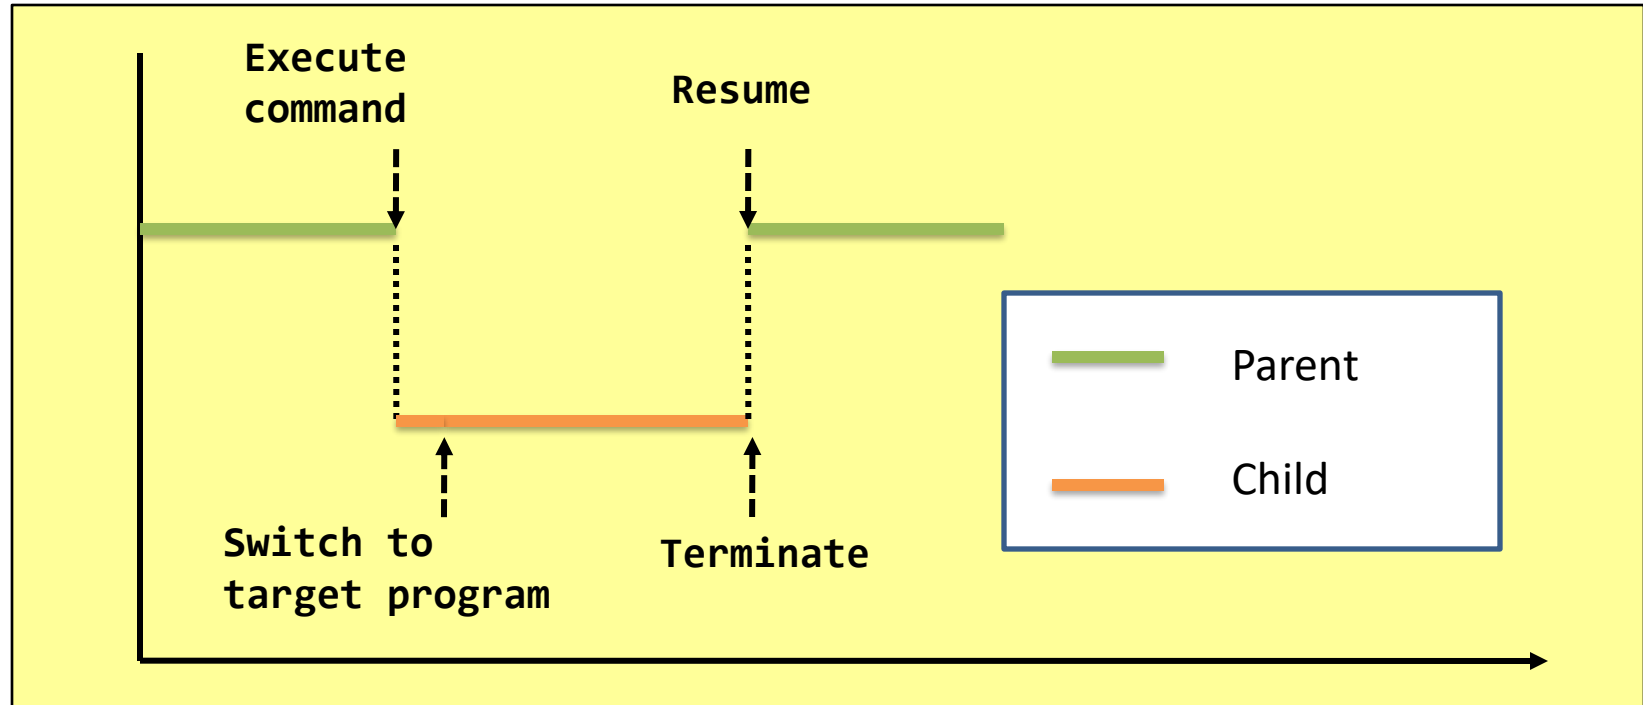 Execute
command
Resume
Parent
Child
Switch to
target program
Terminate